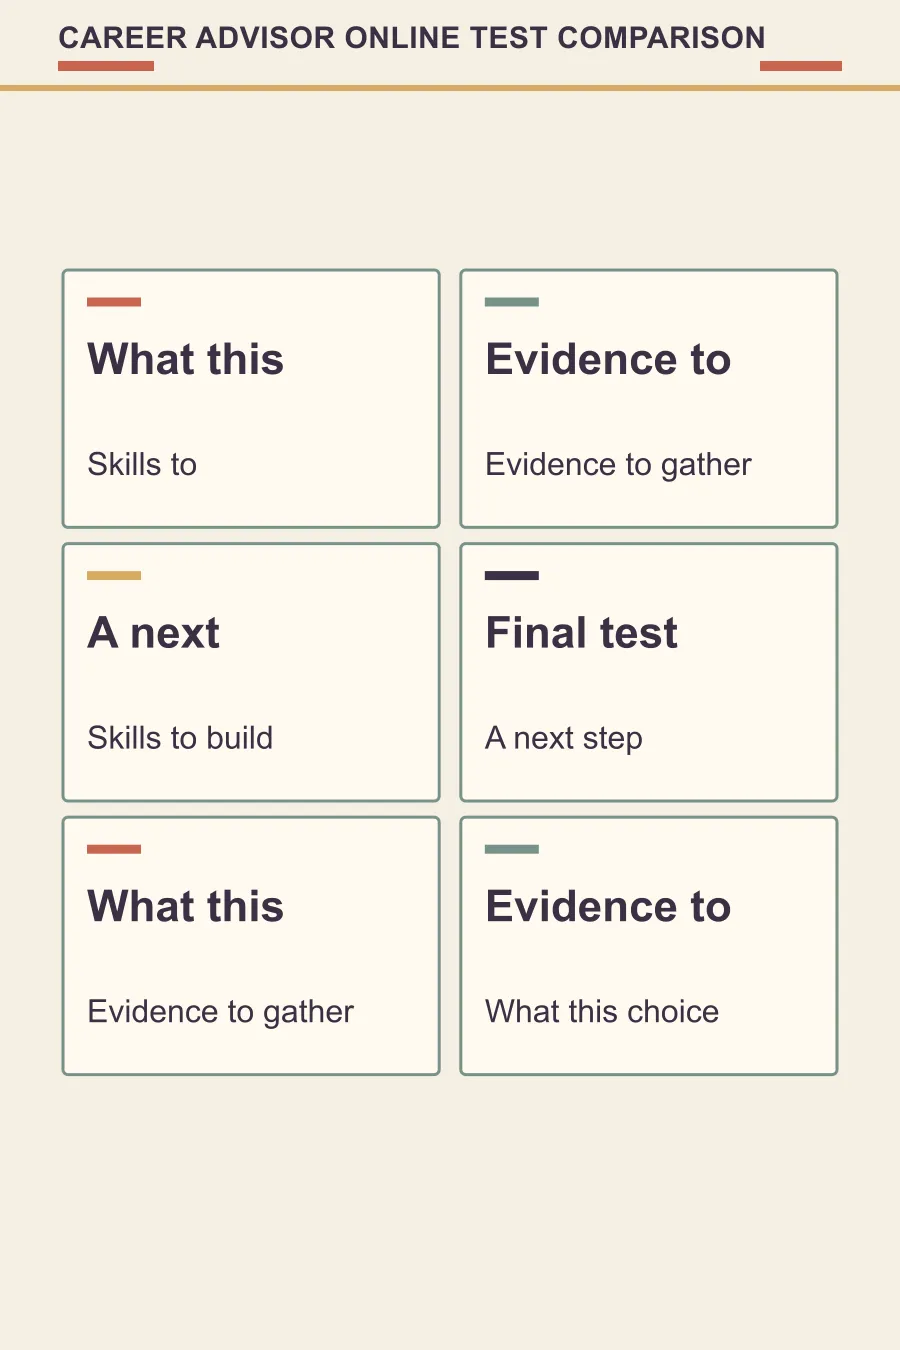 CAREER ADVISOR ONLINE TEST COMPARISON
What this
Skills to
Evidence to
Evidence to gather
A next
Skills to build
Final test
A next step
What this
Evidence to gather
Evidence to
What this choice